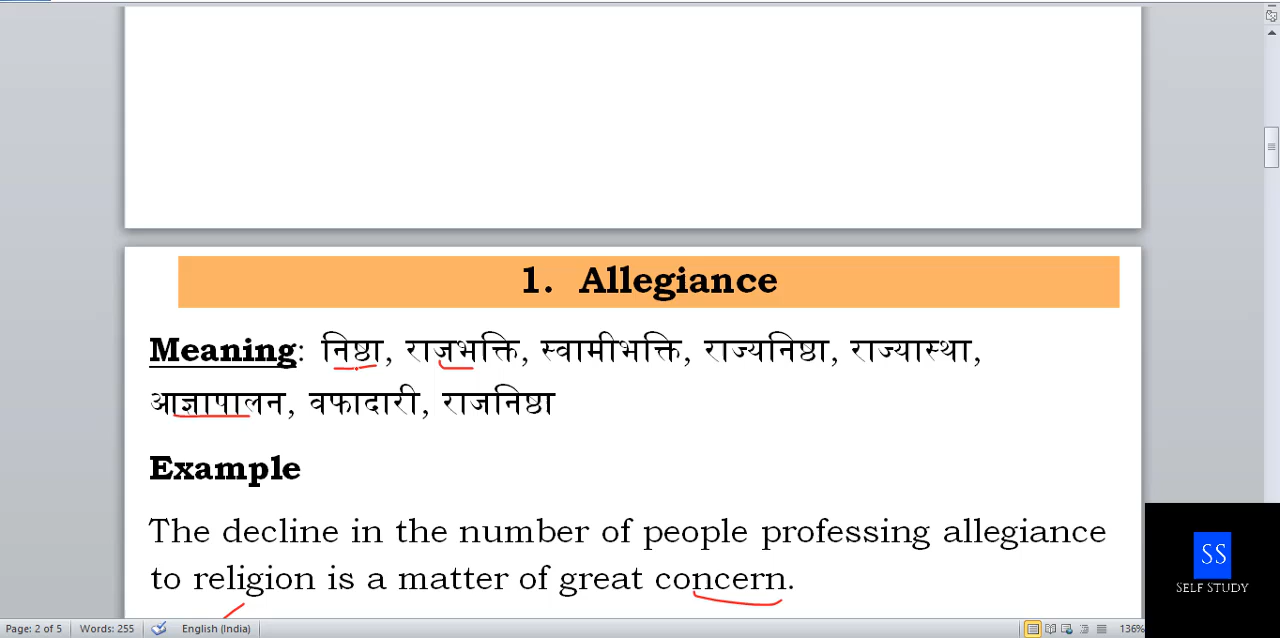 1. Allegiance
Meaning: निष्ठा, राजभक्ति, स्वामीभक्ति, राज्यनिष्ठा, राज्यास्था,
आज्ञापालन, वफादारी, राजनिष्ठा
Example
The decline in the number of people professing allegiance
to religion is a matter of great concern.
SS
SELF STUDY
Page: 2 of 5 Words: 255 English (India) 136%